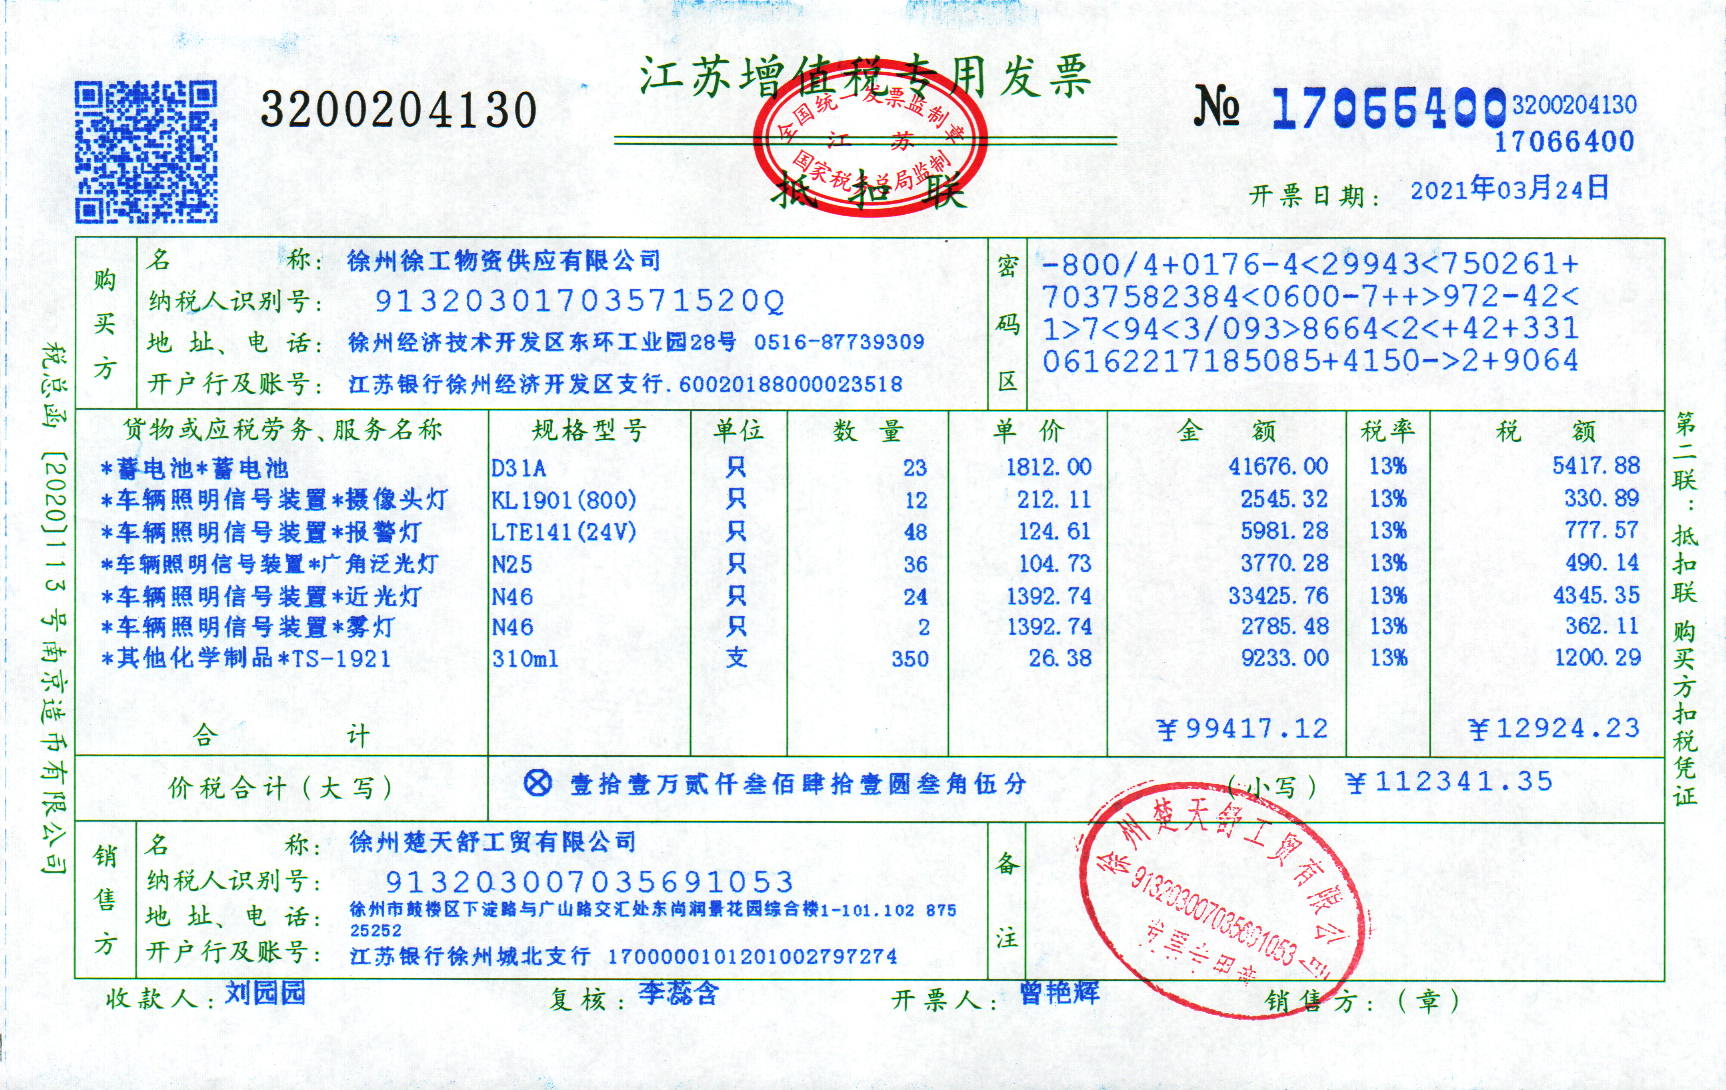 江苏增值税专用发票
3200204130
№ 17066400 3200204130
17066400
全国统一发票监制章
江 苏
国家税务总局监制
抵扣联
开票日期： 2021年03月24日
购买方
名 称： 徐州徐工物资供应有限公司
纳税人识别号： 91320301703571520Q
地 址、电 话： 徐州经济技术开发区东环工业园28号 0516-87739309
开户行及账号： 江苏银行徐州经济开发区支行.60020188000023518
密码区
-800/4+0176-4<29943<750261+
7037582384<0600-7++>972-42<
1>7<94<3/093>8664<2<+42+331
06162217185085+4150->2+9064
货物或应税劳务、服务名称 规格型号 单位 数 量 单 价 金 额 税率 税 额
*蓄电池*蓄电池 D31A 只 23 1812.00 41676.00 13% 5417.88
*车辆照明信号装置*摄像头灯 KL1901(800) 只 12 212.11 2545.32 13% 330.89
*车辆照明信号装置*报警灯 LTE141(24V) 只 48 124.61 5981.28 13% 777.57
*车辆照明信号装置*广角泛光灯 N25 只 36 104.73 3770.28 13% 490.14
*车辆照明信号装置*近光灯 N46 只 24 1392.74 33425.76 13% 4345.35
*车辆照明信号装置*雾灯 N46 只 2 1392.74 2785.48 13% 362.11
*其他化学制品*TS-1921 310ml 支 350 26.38 9233.00 13% 1200.29
合 计 ￥99417.12 ￥12924.23
价税合计（大写） ⊗ 壹拾壹万贰仟叁佰肆拾壹圆叁角伍分 （小写） ￥112341.35
销售方
名 称： 徐州楚天舒工贸有限公司
纳税人识别号： 913203007035691053
地 址、电 话： 徐州市鼓楼区下淀路与广山路交汇处东尚润景花园综合楼1-101.102 875
25252
开户行及账号： 江苏银行徐州城北支行 17000001012010027​97274
备注
徐州楚天舒工贸有限公司
913203007035691053
发票专用章
收款人： 刘园园 复核： 李蕊含 开票人： 曾艳辉 销售方：（章）
税总函〔2020〕113号南京造币有限公司
第二联：抵扣联 购买方扣税凭证